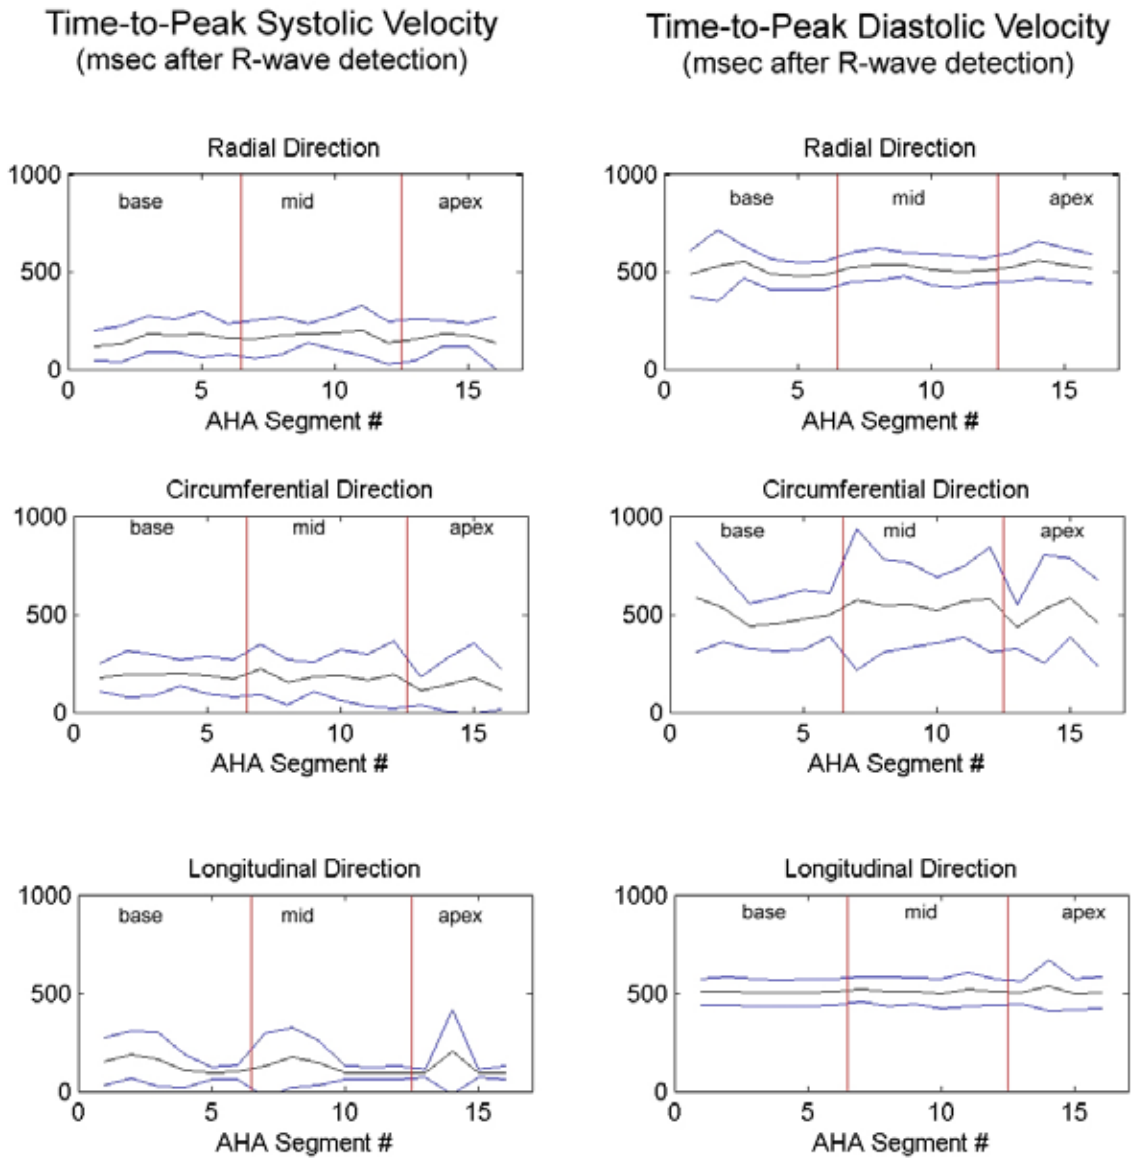 Time-to-Peak Systolic Velocity
(msec after R-wave detection)
Time-to-Peak Diastolic Velocity
(msec after R-wave detection)
Radial Direction
1000
500
0
base
mid
apex
0
5
10
15
AHA Segment #
Radial Direction
1000
500
0
base
mid
apex
0
5
10
15
AHA Segment #
Circumferential Direction
1000
500
0
base
mid
apex
0
5
10
15
AHA Segment #
Circumferential Direction
1000
500
0
base
mid
apex
0
5
10
15
AHA Segment #
Longitudinal Direction
1000
500
0
base
mid
apex
0
5
10
15
AHA Segment #
Longitudinal Direction
1000
500
0
base
mid
apex
0
5
10
15
AHA Segment #